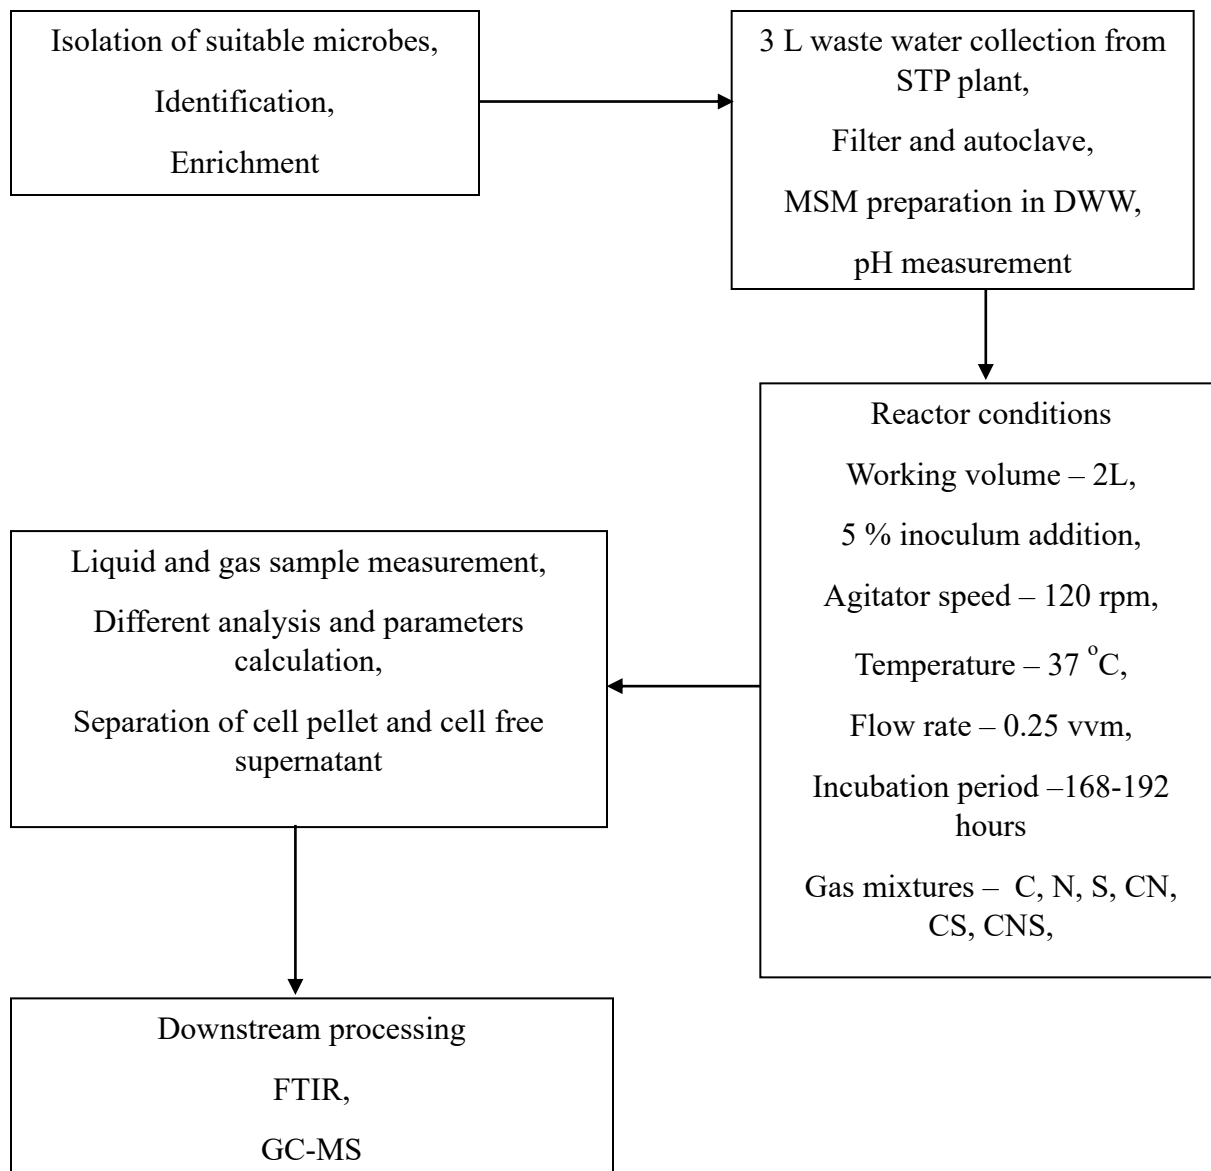 Isolation of suitable microbes,
Identification,
Enrichment
3 L waste water collection from
STP plant,
Filter and autoclave,
MSM preparation in DWW,
pH measurement
Reactor conditions
Working volume – 2L,
5 % inoculum addition,
Agitator speed – 120 rpm,
Temperature – 37 °C,
Flow rate – 0.25 vvm,
Incubation period –168-192
hours
Gas mixtures – C, N, S, CN,
CS, CNS,
Liquid and gas sample measurement,
Different analysis and parameters
calculation,
Separation of cell pellet and cell free
supernatant
Downstream processing
FTIR,
GC-MS